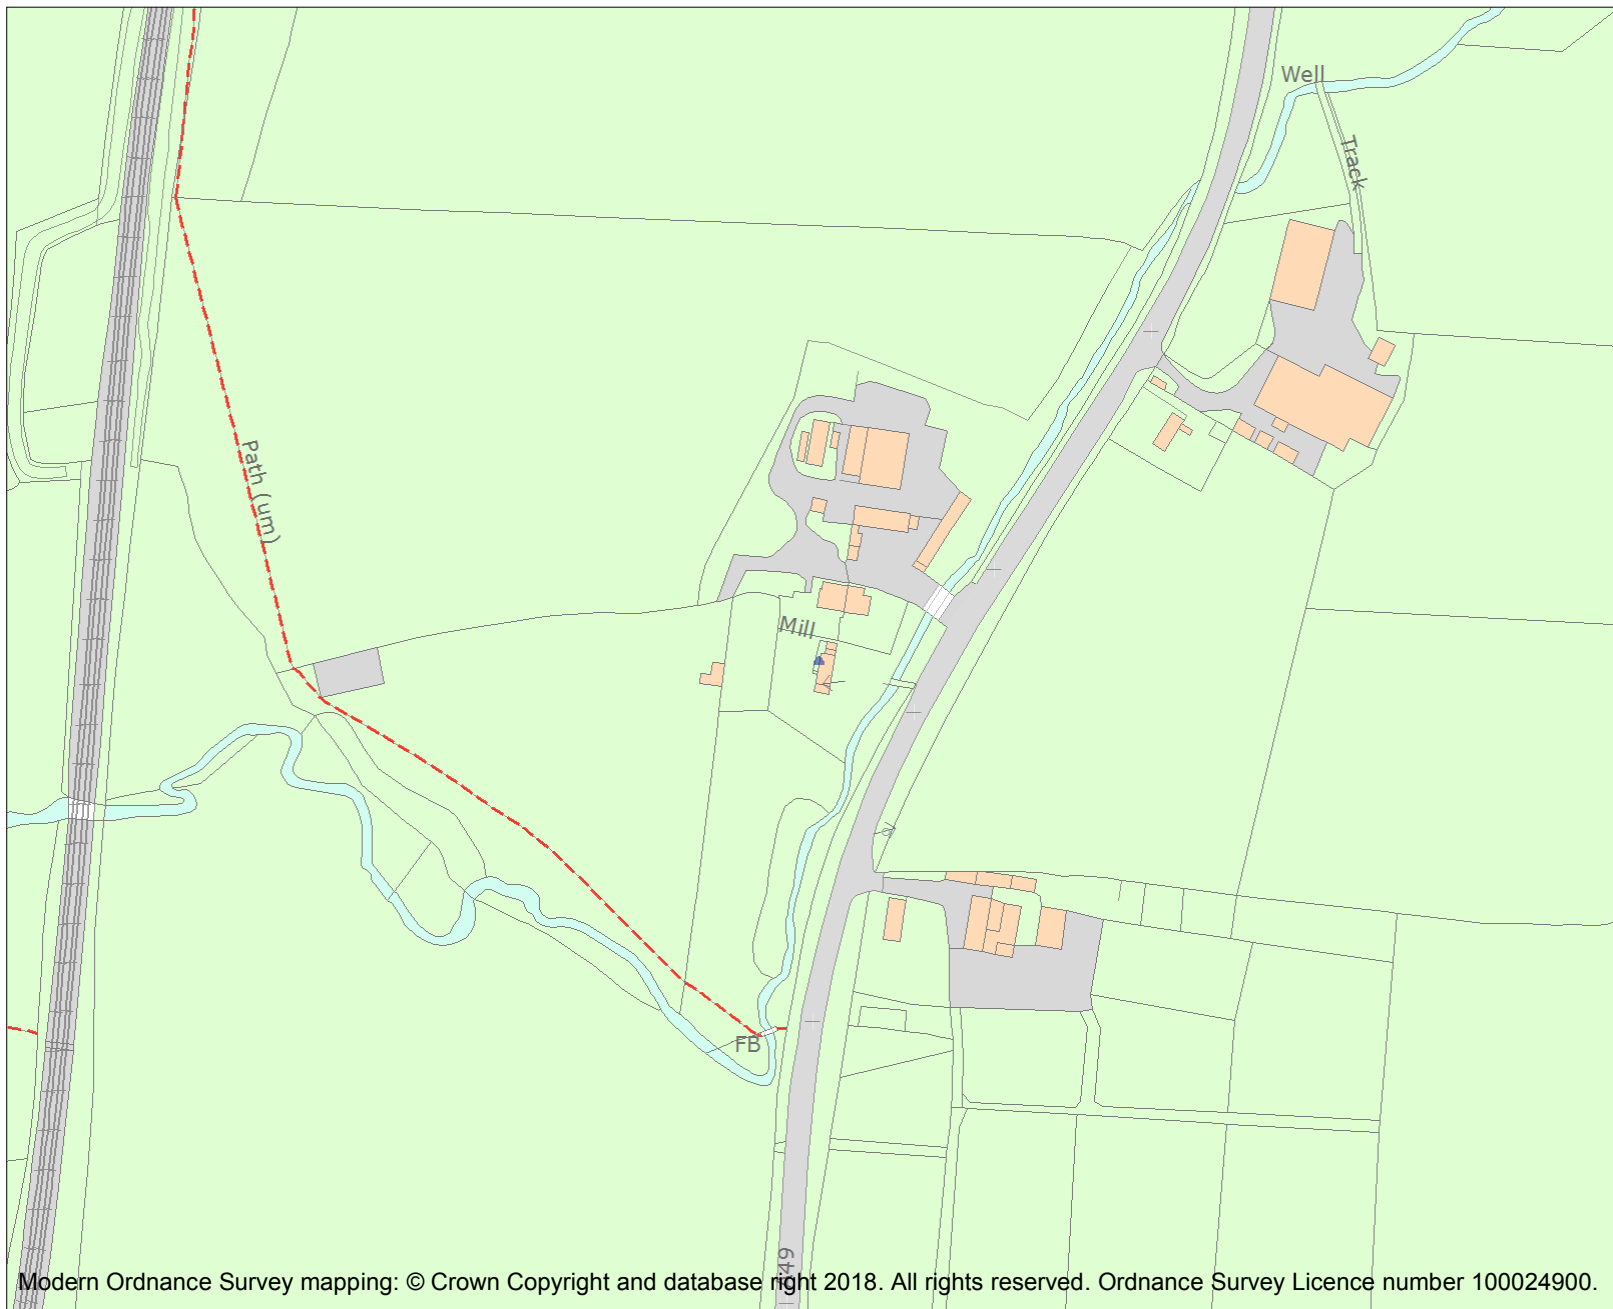 Well
Track
Path (um)
Mill
FB
Modern Ordnance Survey mapping: © Crown Copyright and database right 2018. All rights reserved. Ordnance Survey Licence number 100024900.